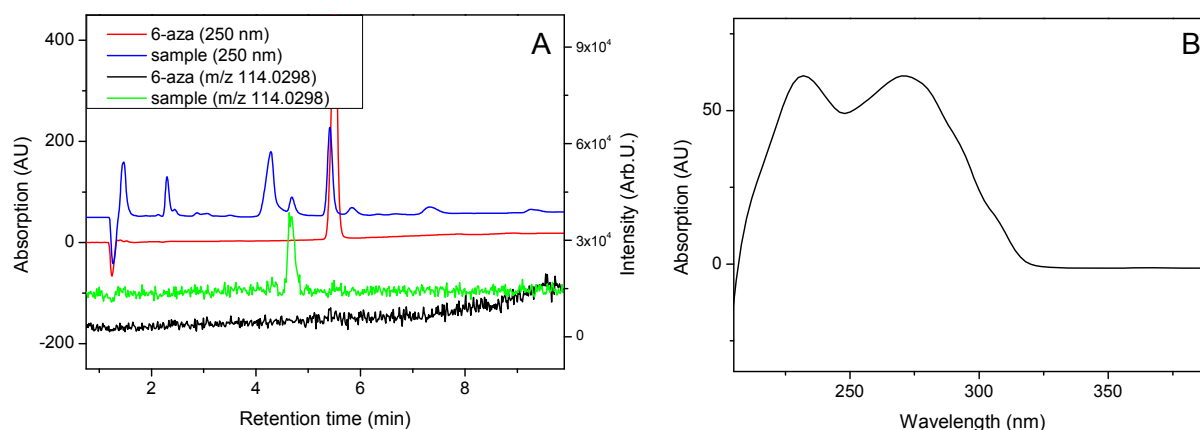 A
6-aza (250 nm)
sample (250 nm)
6-aza (m/z 114.0298)
sample (m/z 114.0298)
400
200
0
-200
Absorption (AU)
2
4
6
8
Retention time (min)
9x10⁴
6x10⁴
3x10⁴
0
Intensity (Arb.U.)
B
50
0
Absorption (AU)
250
300
350
Wavelength (nm)